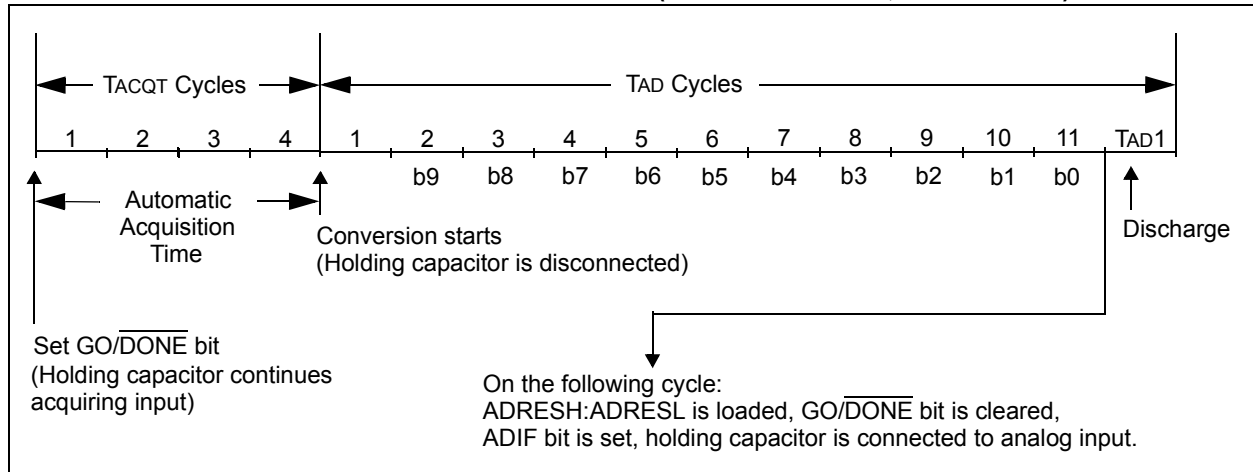 TACQT Cycles TAD Cycles
1 2 3 4 1 2 3 4 5 6 7 8 9 10 11 TAD1
b9 b8 b7 b6 b5 b4 b3 b2 b1 b0
Automatic
Acquisition
Time
Conversion starts
(Holding capacitor is disconnected)
Discharge
Set GO/DONE bit
(Holding capacitor continues
acquiring input)
On the following cycle:
ADRESH:ADRESL is loaded, GO/DONE bit is cleared,
ADIF bit is set, holding capacitor is connected to analog input.